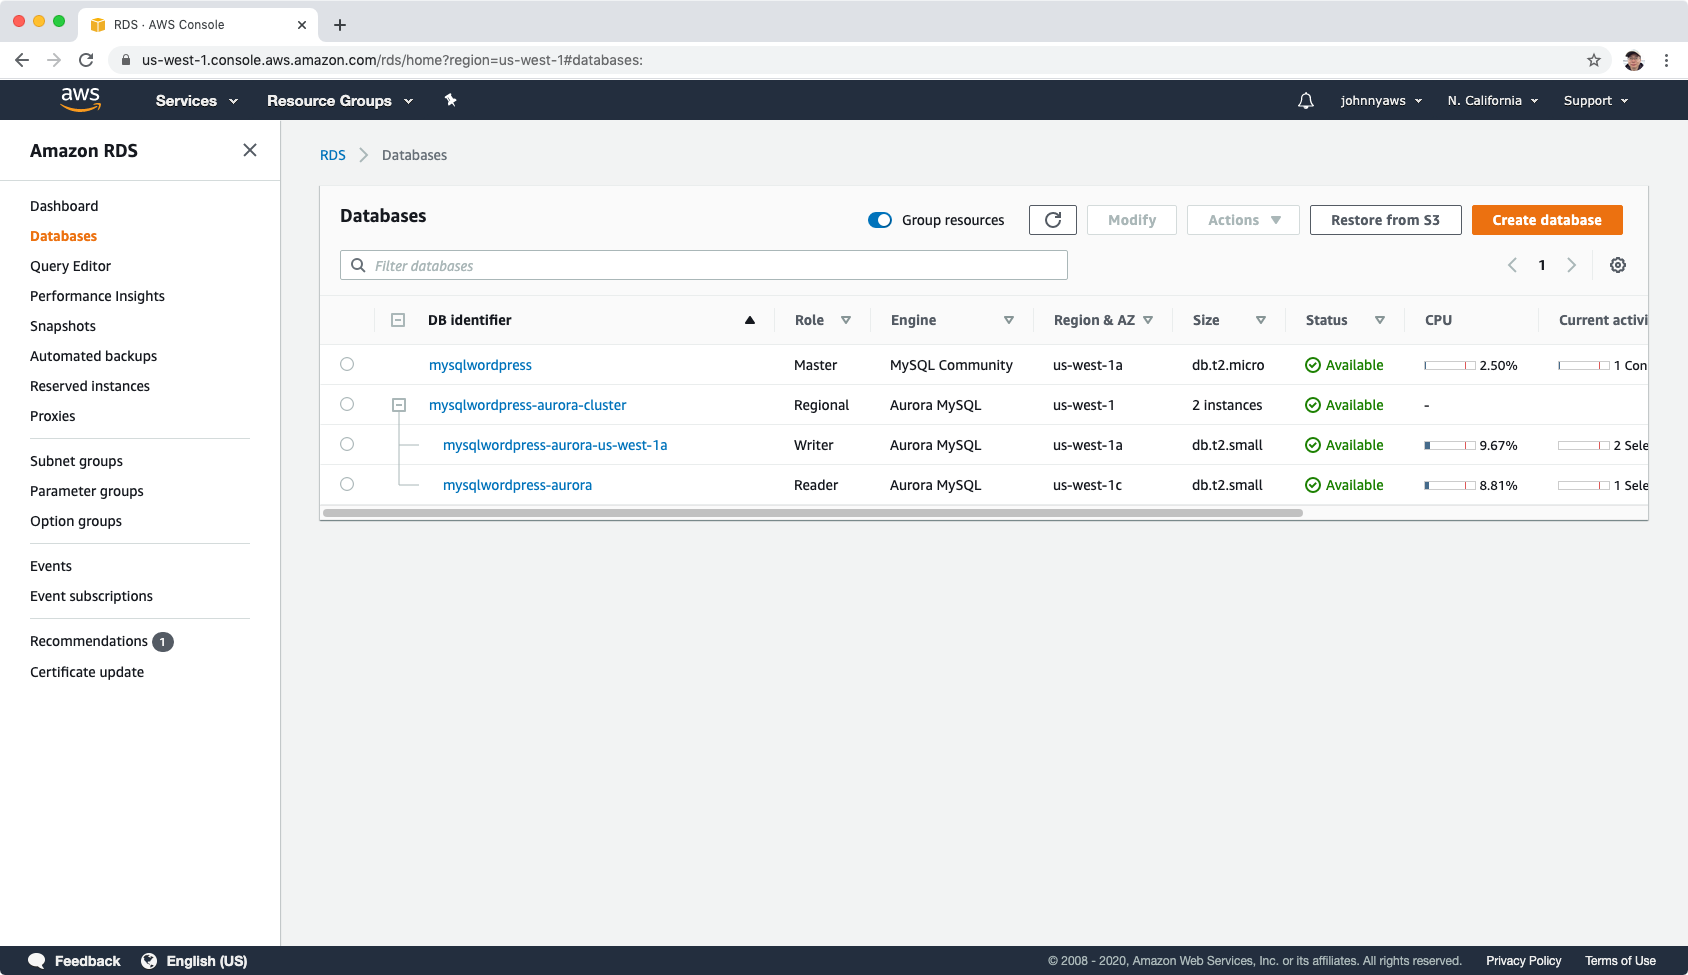 RDS · AWS Console
us-west-1.console.aws.amazon.com/rds/home?region=us-west-1#databases:
aws Services Resource Groups johnnyaws N. California Support
Amazon RDS
Dashboard
Databases
Query Editor
Performance Insights
Snapshots
Automated backups
Reserved instances
Proxies
Subnet groups
Parameter groups
Option groups
Events
Event subscriptions
Recommendations 1
Certificate update
RDS Databases
Databases Group resources Modify Actions Restore from S3 Create database
Filter databases 1
DB identifier Role Engine Region & AZ Size Status CPU Current activi
mysqlwordpress Master MySQL Community us-west-1a db.t2.micro Available 2.50% 1 Con
mysqlwordpress-aurora-cluster Regional Aurora MySQL us-west-1 2 instances Available -
mysqlwordpress-aurora-us-west-1a Writer Aurora MySQL us-west-1a db.t2.small Available 9.67% 2 Sele
mysqlwordpress-aurora Reader Aurora MySQL us-west-1c db.t2.small Available 8.81% 1 Sele
Feedback English (US) © 2008 - 2020, Amazon Web Services, Inc. or its affiliates. All rights reserved. Privacy Policy Terms of Use